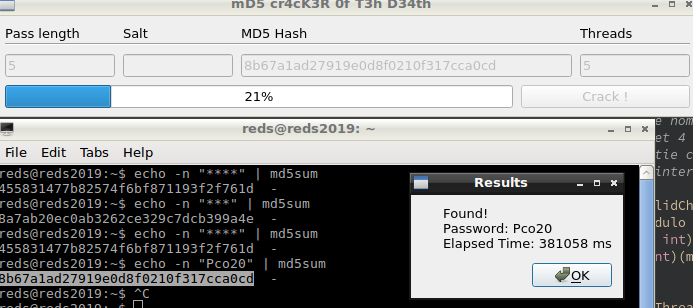 mD5 cr4cK3R 0f T3h D34th
Pass length Salt MD5 Hash Threads
5 8b67a1ad27919e0d8f0210f317cca0cd 5
21% Crack !
reds@reds2019: ~
File Edit Tabs Help
reds@reds2019:~$ echo -n "****" | md5sum
455831477b82574f6bf871193f2f761d -
reds@reds2019:~$ echo -n "***" | md5sum
8a7ab20ec0ab3262ce329c7dcb399a4e -
reds@reds2019:~$ echo -n "****" | md5sum
455831477b82574f6bf871193f2f761d -
reds@reds2019:~$ echo -n "Pco20" | md5sum
8b67a1ad27919e0d8f0210f317cca0cd -
reds@reds2019:~$ ^C
reds@reds2019:~$
Results
Found!
Password: Pco20
Elapsed Time: 381058 ms
OK
e nom
et 4
tie c
inter
lidCh
dulo
int)
nt)(m